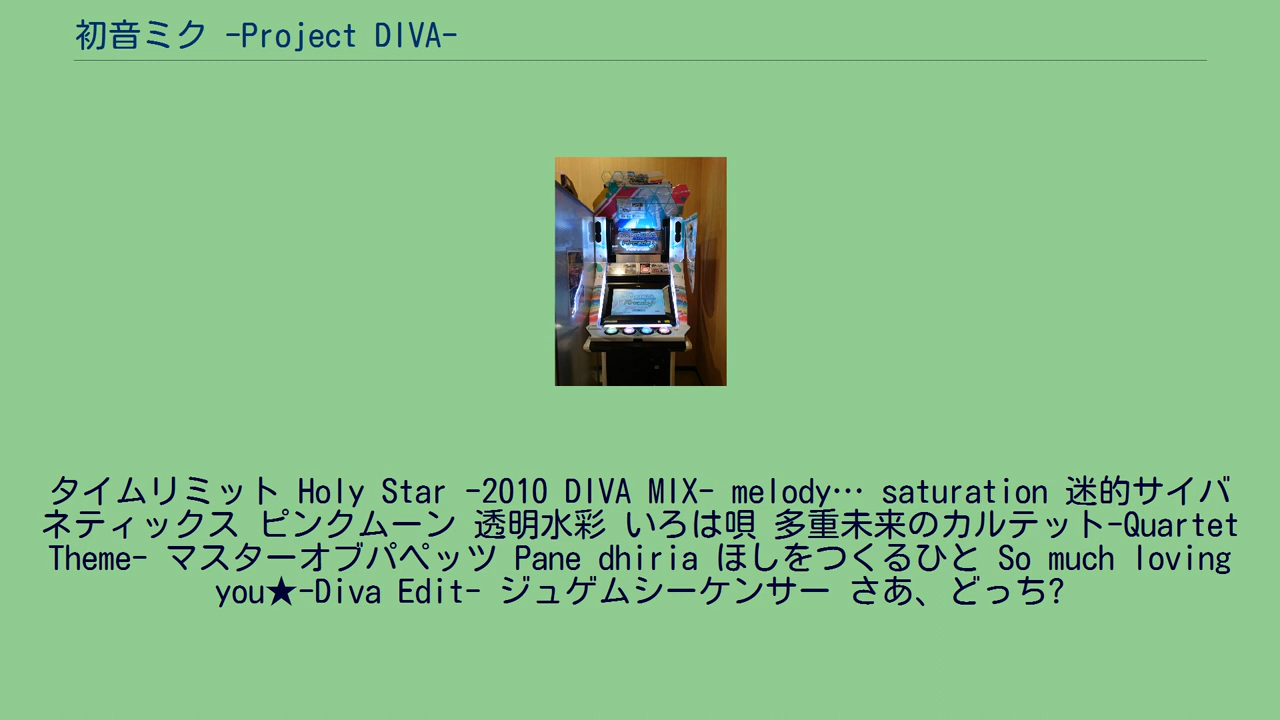 初音ミク -Project DIVA-
タイムリミット Holy Star -2010 DIVA MIX- melody… saturation 迷的サイバ
ネティックス ピンクムーン 透明水彩 いろは唄 多重未来のカルテット-Quartet
Theme- マスターオブパペッツ Pane dhiria ほしをつくるひと So much loving
you★-Diva Edit- ジュゲムシーケンサー さあ、どっち?